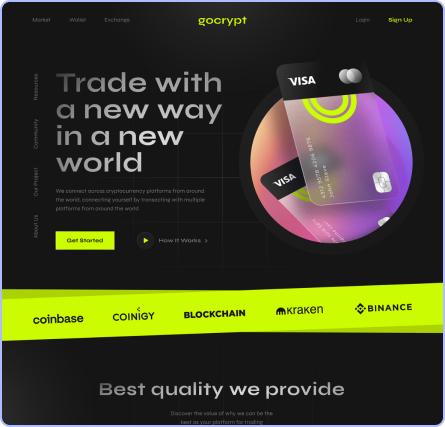 Market Wallet Exchange gocrypt Login Sign Up
Resources
Community
Our Project
About Us
Trade with
a new way
in a new
world
We connect across cryptocurrency platforms from around
the world, connecting yourself by transacting with multiple
platforms from around the world
Get Started How It Works
VISA
VISA
coinbase COINIGY BLOCKCHAIN kraken BINANCE
Best quality we provide
Discover the value of why we can be the
best as your platform for trading